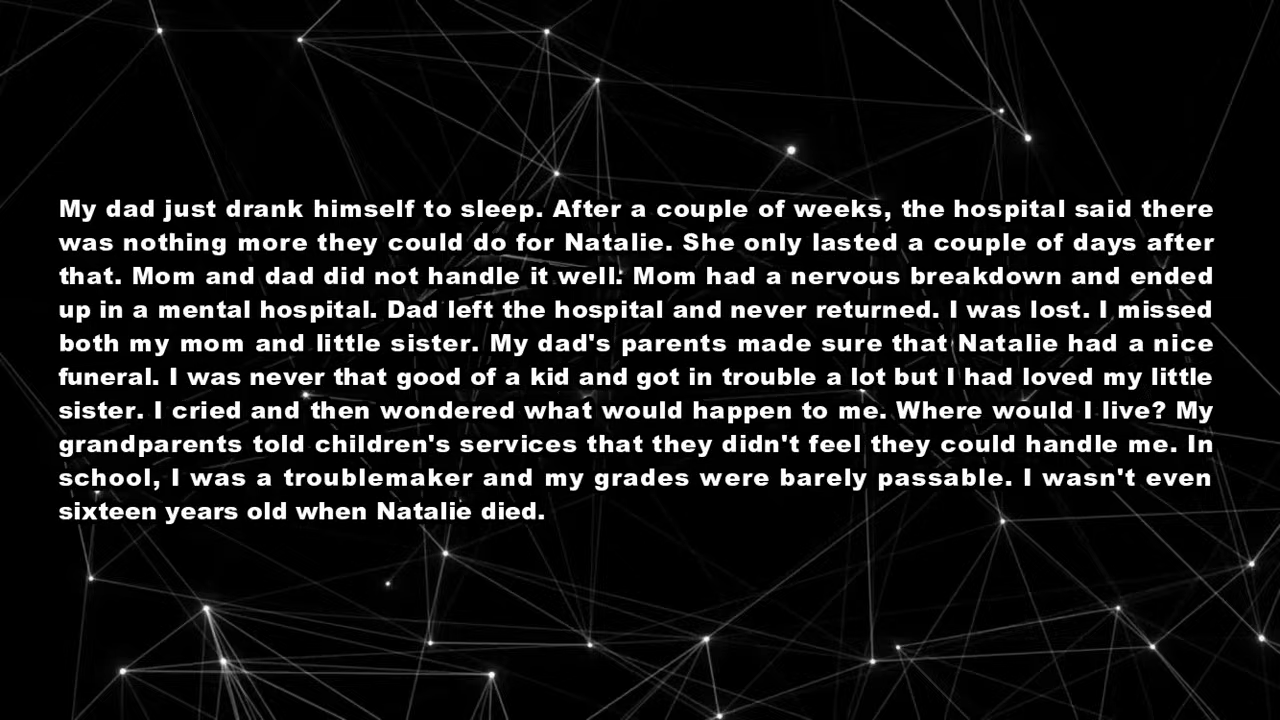 My dad just drank himself to sleep. After a couple of weeks, the hospital said there
was nothing more they could do for Natalie. She only lasted a couple of days after
that. Mom and dad did not handle it well. Mom had a nervous breakdown and ended
up in a mental hospital. Dad left the hospital and never returned. I was lost. I missed
both my mom and little sister. My dad's parents made sure that Natalie had a nice
funeral. I was never that good of a kid and got in trouble a lot but I had loved my little
sister. I cried and then wondered what would happen to me. Where would I live? My
grandparents told children's services that they didn't feel they could handle me. In
school, I was a troublemaker and my grades were barely passable. I wasn't even
sixteen years old when Natalie died.